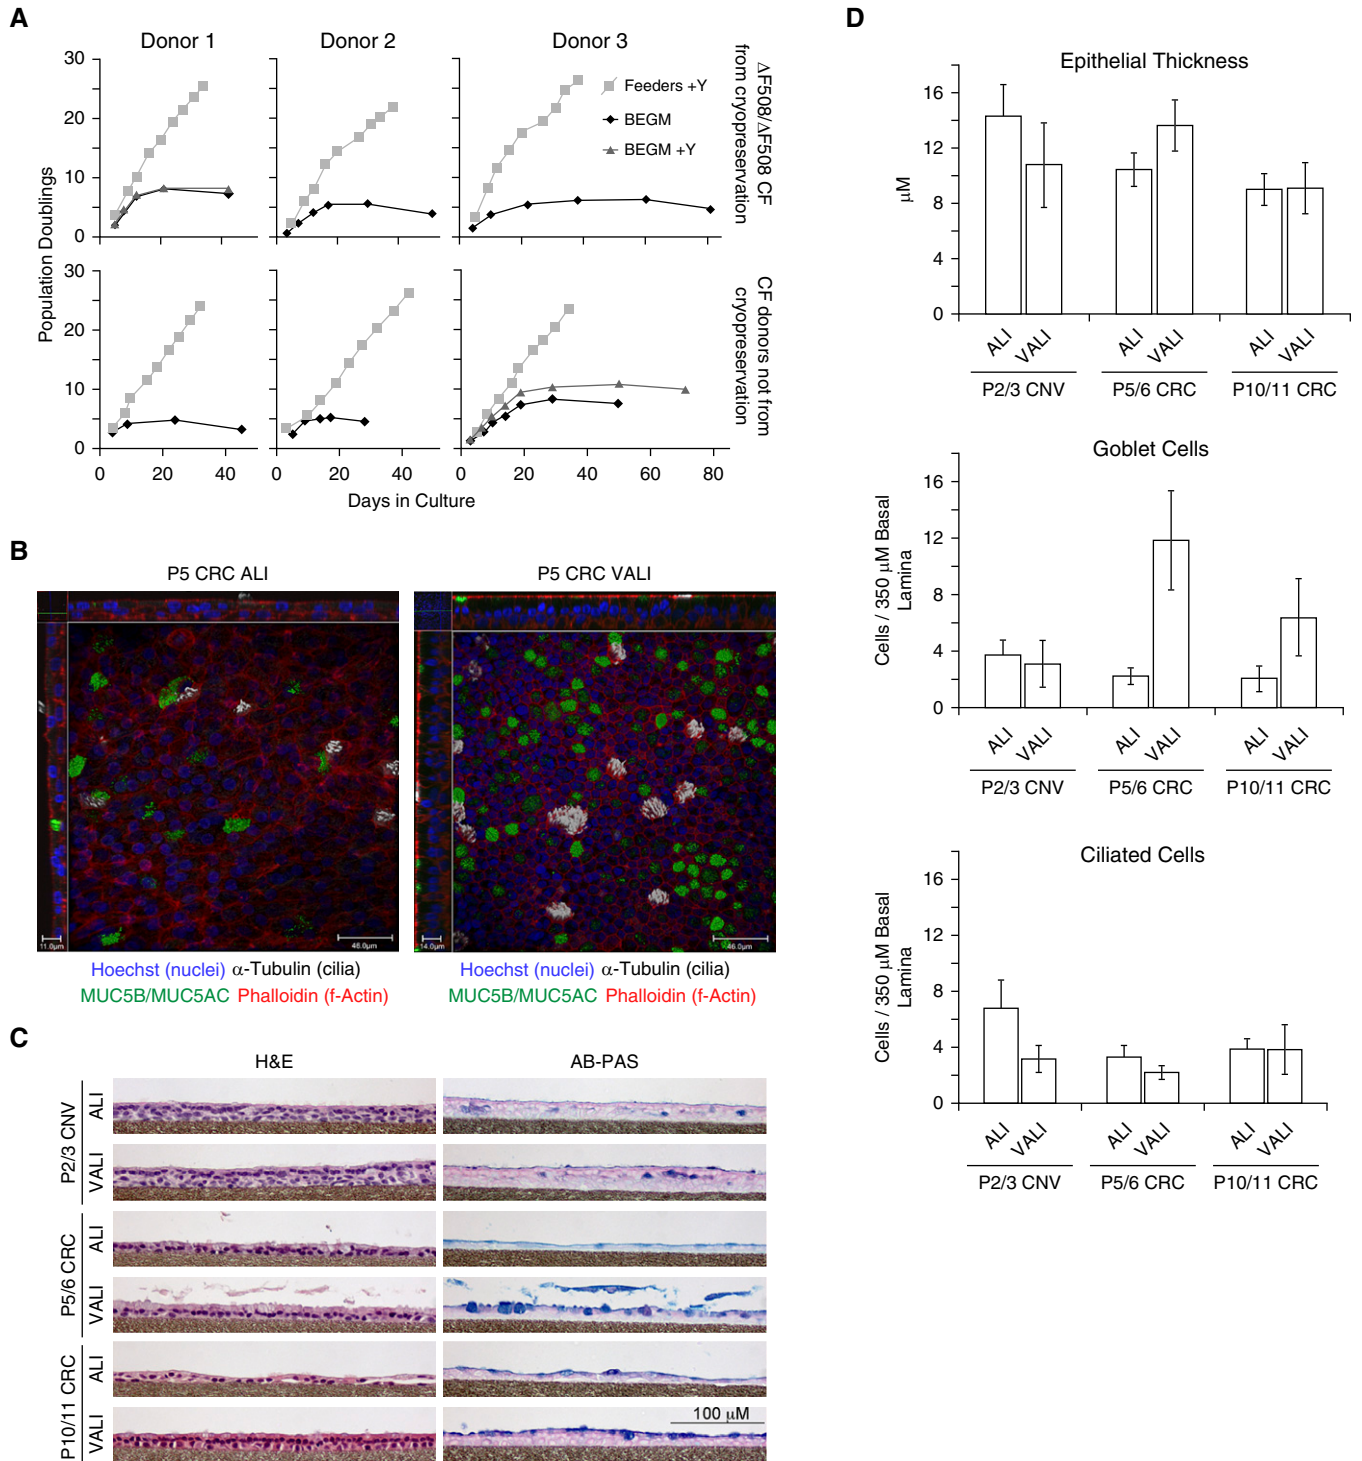 A
Donor 1
Donor 2
Donor 3
30
20
10
0
Feeders +Y
BEGM
BEGM +Y
ΔF508/ΔF508 CF
from cryopreservation
Population Doublings
30
20
10
0
CF donors not from
cryopreservation
0 20 40
0 20 40
0 20 40 60 80
Days in Culture
B
P5 CRC ALI
P5 CRC VALI
11.0µm
46.0µm
14.0µm
46.0µm
Hoechst (nuclei) α-Tubulin (cilia)
MUC5B/MUC5AC Phalloidin (f-Actin)
Hoechst (nuclei) α-Tubulin (cilia)
MUC5B/MUC5AC Phalloidin (f-Actin)
C
H&E
AB-PAS
P2/3 CNV
ALI
VALI
P5/6 CRC
ALI
VALI
P10/11 CRC
ALI
VALI
100 µM
D
Epithelial Thickness
16
12
8
4
0
µM
ALI VALI
ALI VALI
ALI VALI
P2/3 CNV
P5/6 CRC
P10/11 CRC
Goblet Cells
16
12
8
4
0
Cells / 350 µM Basal
Lamina
ALI VALI
ALI VALI
ALI VALI
P2/3 CNV
P5/6 CRC
P10/11 CRC
Ciliated Cells
16
12
8
4
0
Cells / 350 µM Basal
Lamina
ALI VALI
ALI VALI
ALI VALI
P2/3 CNV
P5/6 CRC
P10/11 CRC